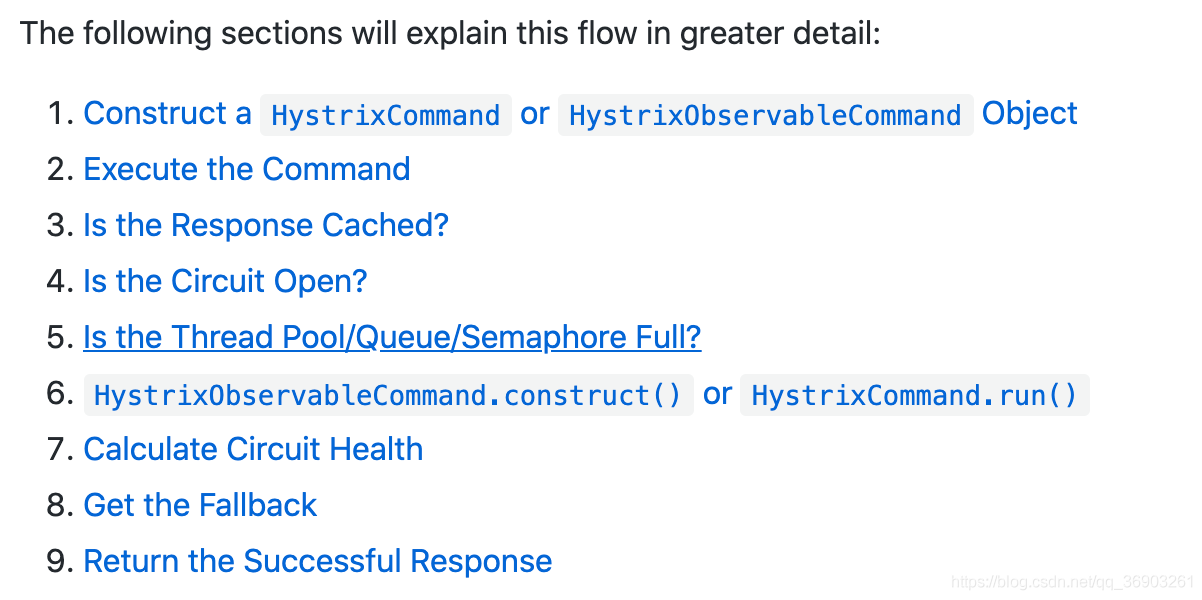 The following sections will explain this flow in greater detail:
1. Construct a HystrixCommand or HystrixObservableCommand Object
2. Execute the Command
3. Is the Response Cached?
4. Is the Circuit Open?
5. Is the Thread Pool/Queue/Semaphore Full?
6. HystrixObservableCommand.construct() or HystrixCommand.run()
7. Calculate Circuit Health
8. Get the Fallback
9. Return the Successful Response
https://blog.csdn.net/qq_36903261